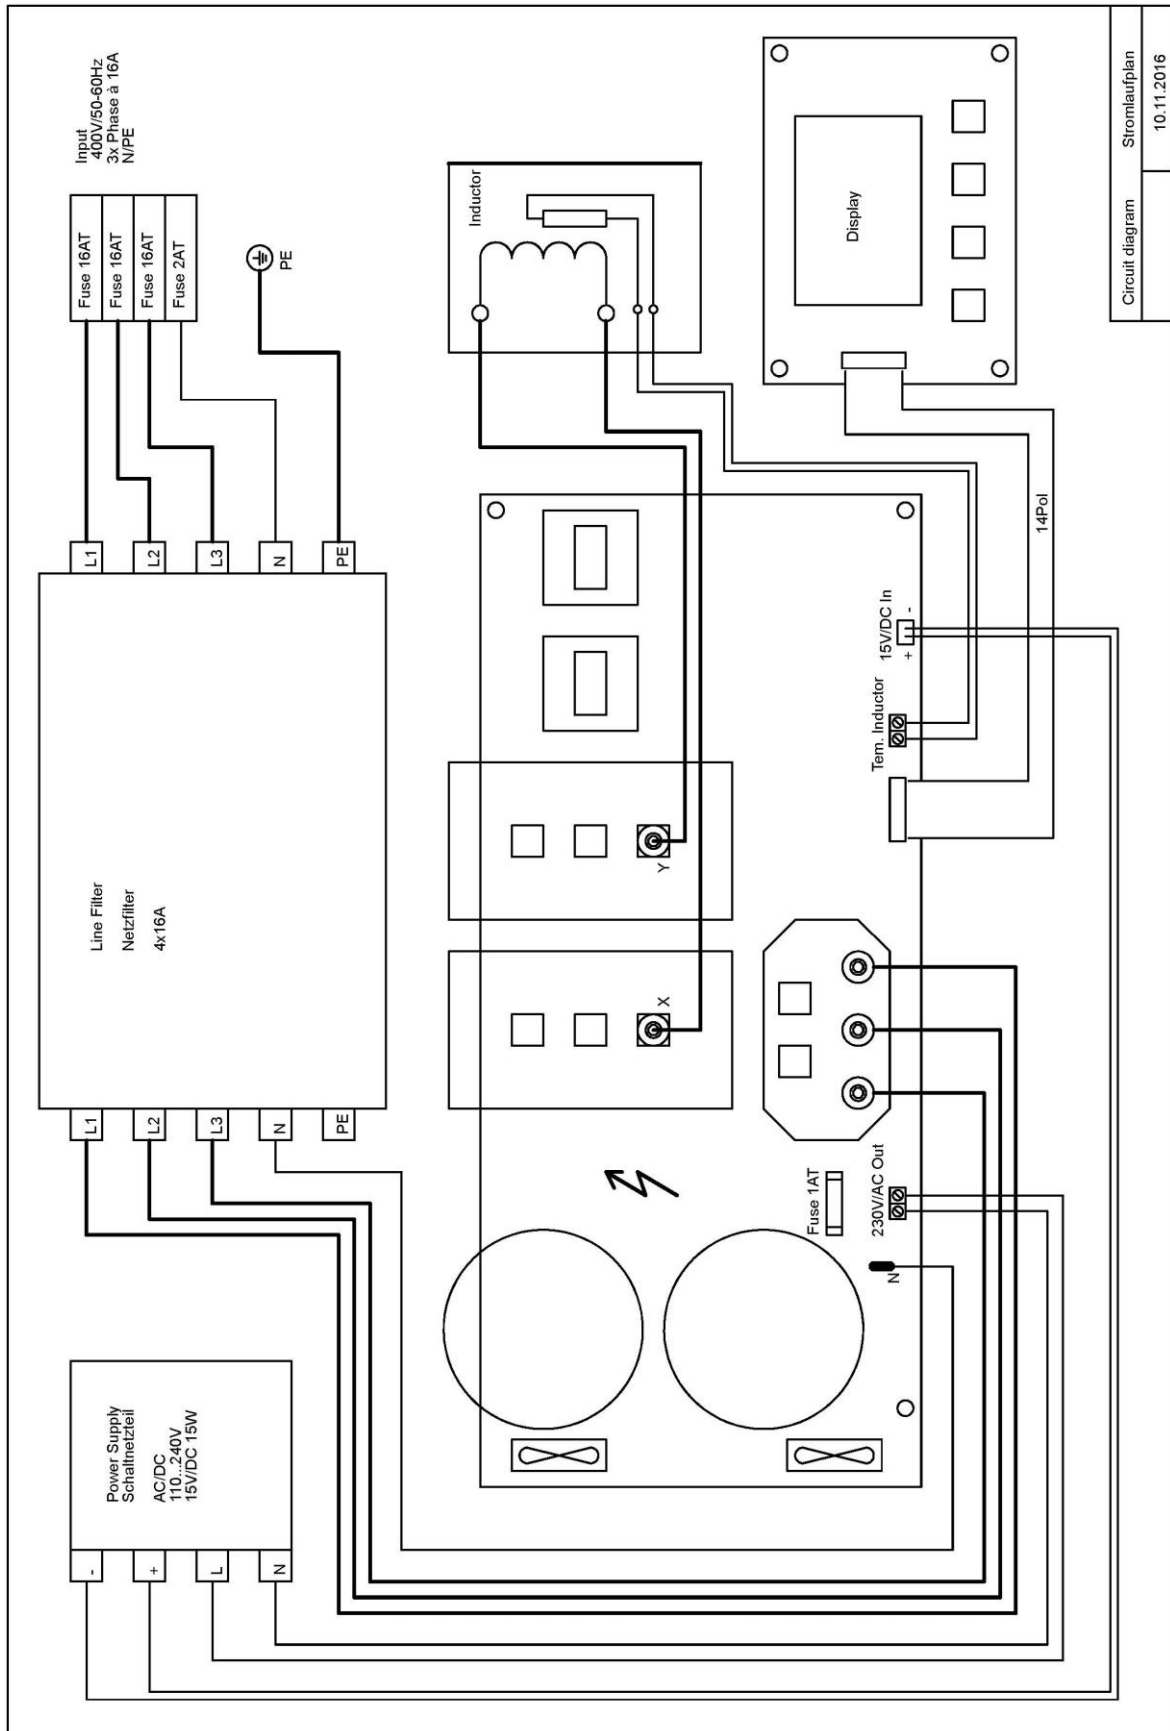 Input
400V/50-60Hz
3x Phase à 16A
N/PE
Fuse 16AT
Fuse 16AT
Fuse 16AT
Fuse 2AT
PE
L1
L2
L3
N
PE
Line Filter
Netzfilter
4x16A
L1
L2
L3
N
PE
Power Supply
Schaltnetzteil
AC/DC
110...240V
15V/DC 15W
-
+
L
N
Inductor
Y
X
Fuse 1AT
230V/AC Out
N
Tem. Inductor
15V/DC In
+ -
14Pol
Display
Circuit diagram Stromlaufplan
10.11.2016